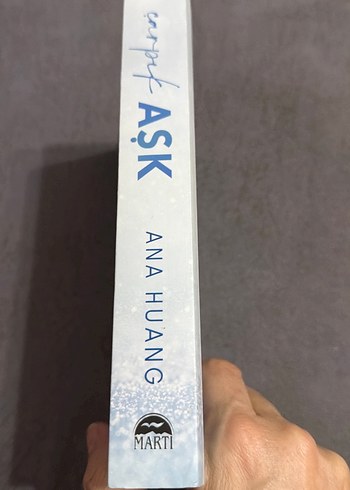 çarpık
AŞK
ANA HUANG
MARTI